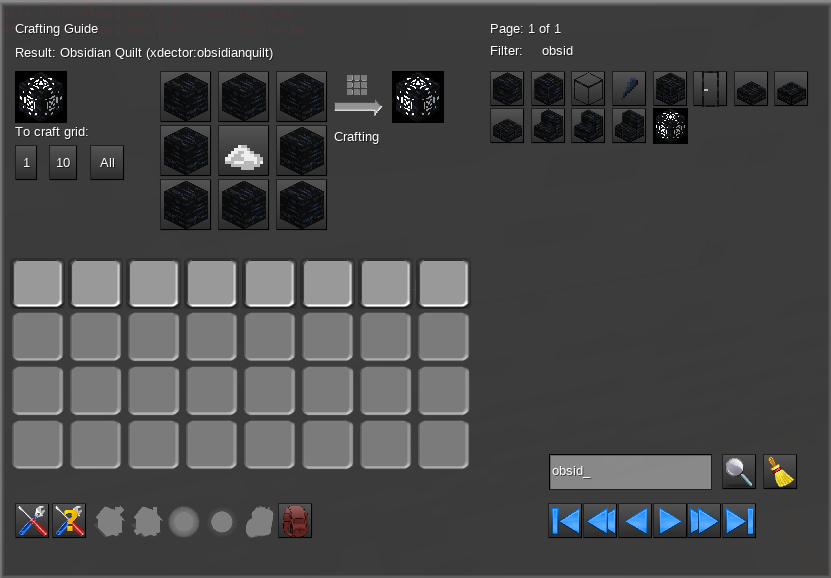 Crafting Guide
Result: Obsidian Quilt (xdector:obsidianquilt)
To craft grid:
1 10 All
Crafting
Page: 1 of 1
Filter: obsid
obsid_